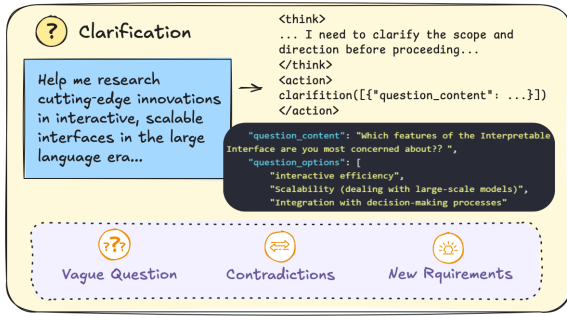 ? Clarification
Help me research
cutting-edge innovations
in interactive, scalable
interfaces in the large
language era...
<think>
... I need to clarify the scope and
direction before proceeding...
</think>
<action>
clarifition([{"question_content": ...}])
</action>
"question_content": "Which features of the Interpretable
Interface are you most concerned about?? ",
"question_options": [
"interactive efficiency",
"Scalability (dealing with large-scale models)",
"Integration with decision-making processes"
???
Vague Question
Contradictions
New Rquirements